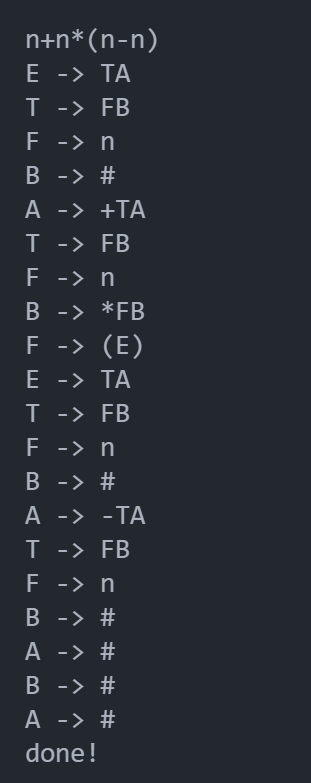 n+n*(n-n)
E -> TA
T -> FB
F -> n
B -> #
A -> +TA
T -> FB
F -> n
B -> *FB
F -> (E)
E -> TA
T -> FB
F -> n
B -> #
A -> -TA
T -> FB
F -> n
B -> #
A -> #
B -> #
A -> #
done!